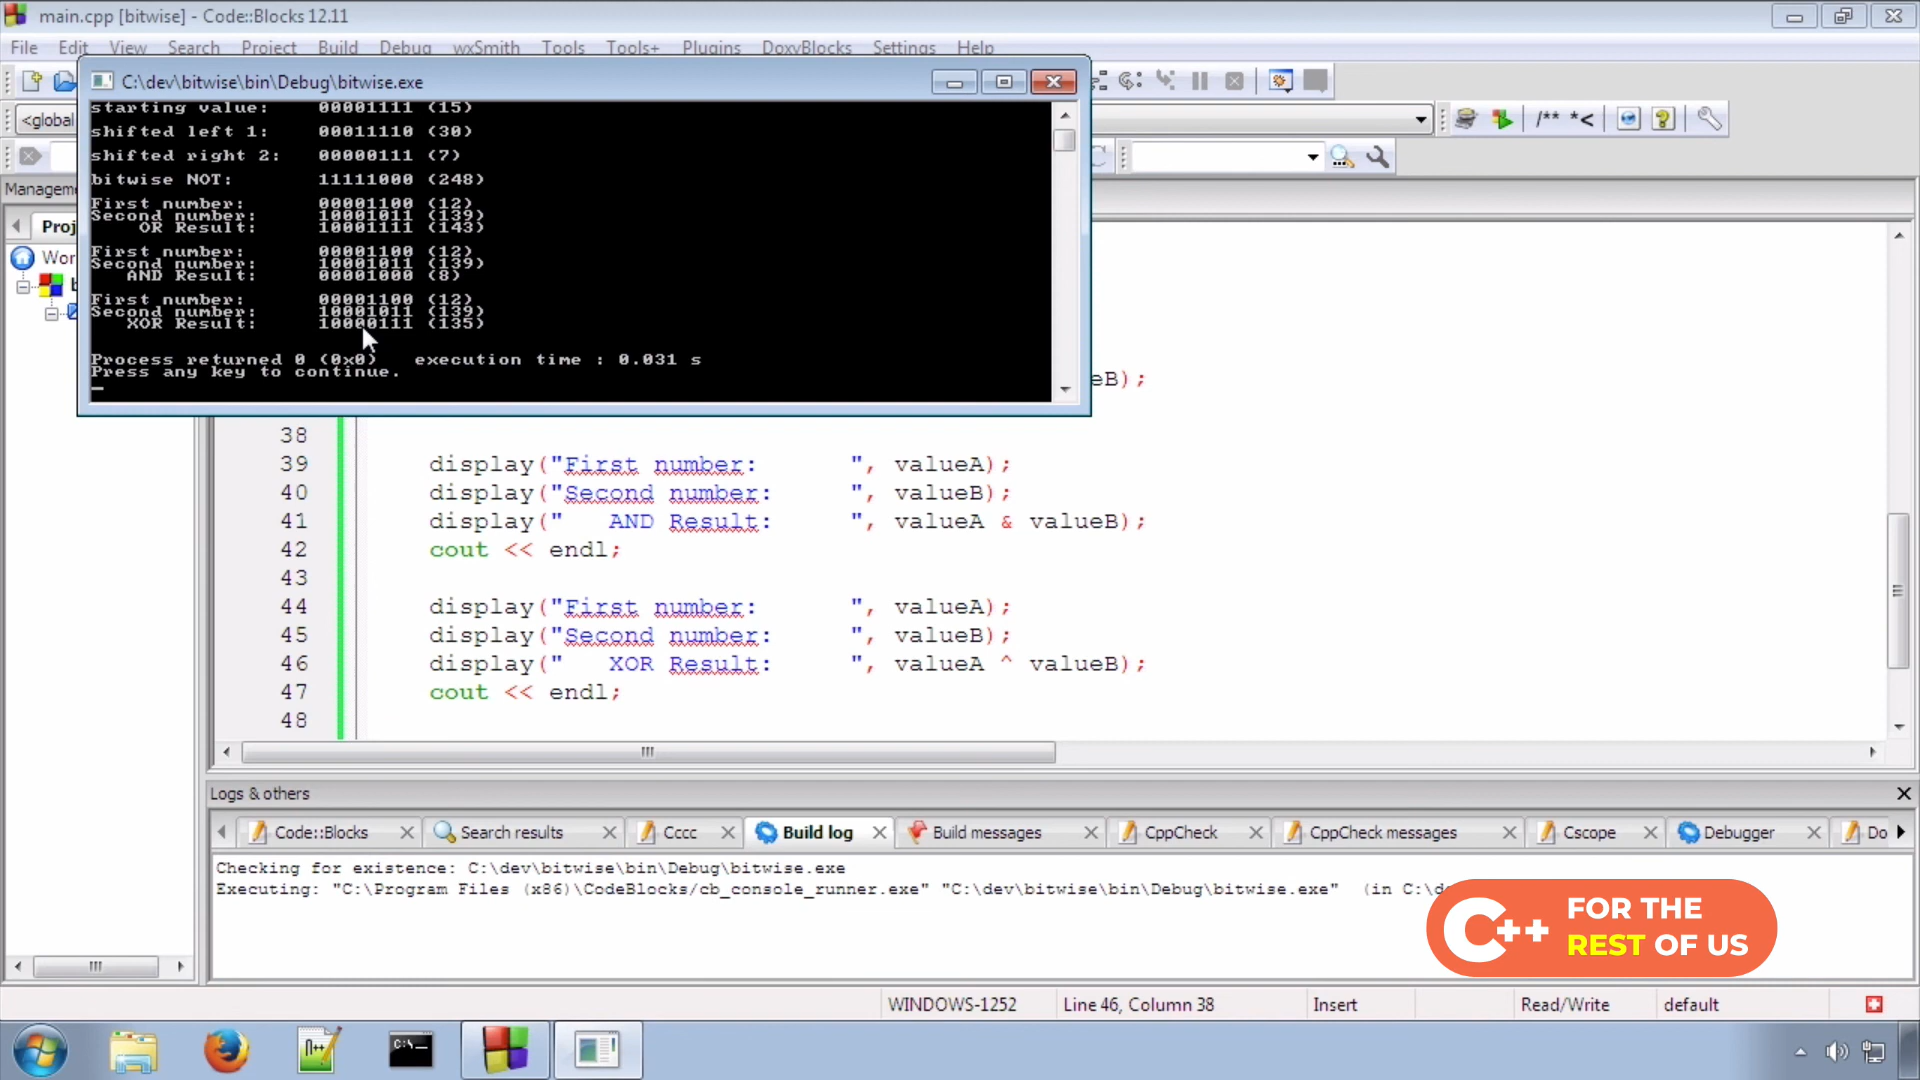 main.cpp [bitwise] - Code::Blocks 12.11
File Edit View Search Project Build Debug wxSmith Tools Tools+ Plugins DoxyBlocks Settings Help
C:\dev\bitwise\bin\Debug\bitwise.exe
<global /** *<
starting value: 00001111 (15)
shifted left 1: 00011110 (30)
shifted right 2: 00000111 (7)
bitwise NOT: 11111000 (248)
First number: 00001100 (12)
Second number: 10001011 (139)
OR Result: 10001111 (143)
First number: 00001100 (12)
Second number: 10001011 (139)
AND Result: 00001000 (8)
First number: 00001100 (12)
Second number: 10001011 (139)
XOR Result: 10000111 (135)
Process returned 0 (0x0) execution time : 0.031 s
Press any key to continue.
Managem
Proj
Wor
b
eB);
38
39 display("First number: ", valueA);
40 display("Second number: ", valueB);
41 display(" AND Result: ", valueA & valueB);
42 cout << endl;
43
44 display("First number: ", valueA);
45 display("Second number: ", valueB);
46 display(" XOR Result: ", valueA ^ valueB);
47 cout << endl;
48
Logs & others
Code::Blocks Search results Cccc Build log Build messages CppCheck CppCheck messages Cscope Debugger Do
Checking for existence: C:\dev\bitwise\bin\Debug\bitwise.exe
Executing: "C:\Program Files (x86)\CodeBlocks/cb_console_runner.exe" "C:\dev\bitwise\bin\Debug\bitwise.exe" (in C:\d
C++ FOR THE
REST OF US
WINDOWS-1252 Line 46, Column 38 Insert Read/Write default
n++ C:\_